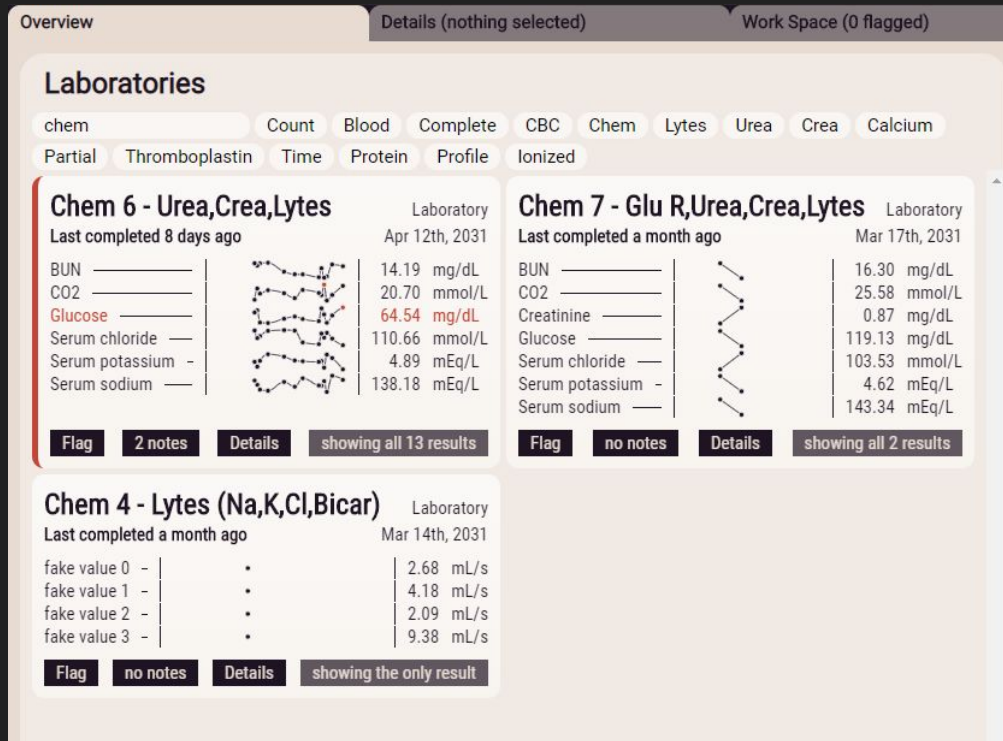 Overview
Details (nothing selected)
Work Space (0 flagged)
Laboratories
chem Count Blood Complete CBC Chem Lytes Urea Crea Calcium
Partial Thromboplastin Time Protein Profile Ionized
Chem 6 - Urea,Crea,Lytes Laboratory
Last completed 8 days ago Apr 12th, 2031
BUN 14.19 mg/dL
CO2 20.70 mmol/L
Glucose 64.54 mg/dL
Serum chloride 110.66 mmol/L
Serum potassium 4.89 mEq/L
Serum sodium 138.18 mEq/L
Flag 2 notes Details showing all 13 results
Chem 7 - Glu R,Urea,Crea,Lytes Laboratory
Last completed a month ago Mar 17th, 2031
BUN 16.30 mg/dL
CO2 25.58 mmol/L
Creatinine 0.87 mg/dL
Glucose 119.13 mg/dL
Serum chloride 103.53 mmol/L
Serum potassium 4.62 mEq/L
Serum sodium 143.34 mEq/L
Flag no notes Details showing all 2 results
Chem 4 - Lytes (Na,K,Cl,Bicar) Laboratory
Last completed a month ago Mar 14th, 2031
fake value 0 2.68 mL/s
fake value 1 4.18 mL/s
fake value 2 2.09 mL/s
fake value 3 9.38 mL/s
Flag no notes Details showing the only result